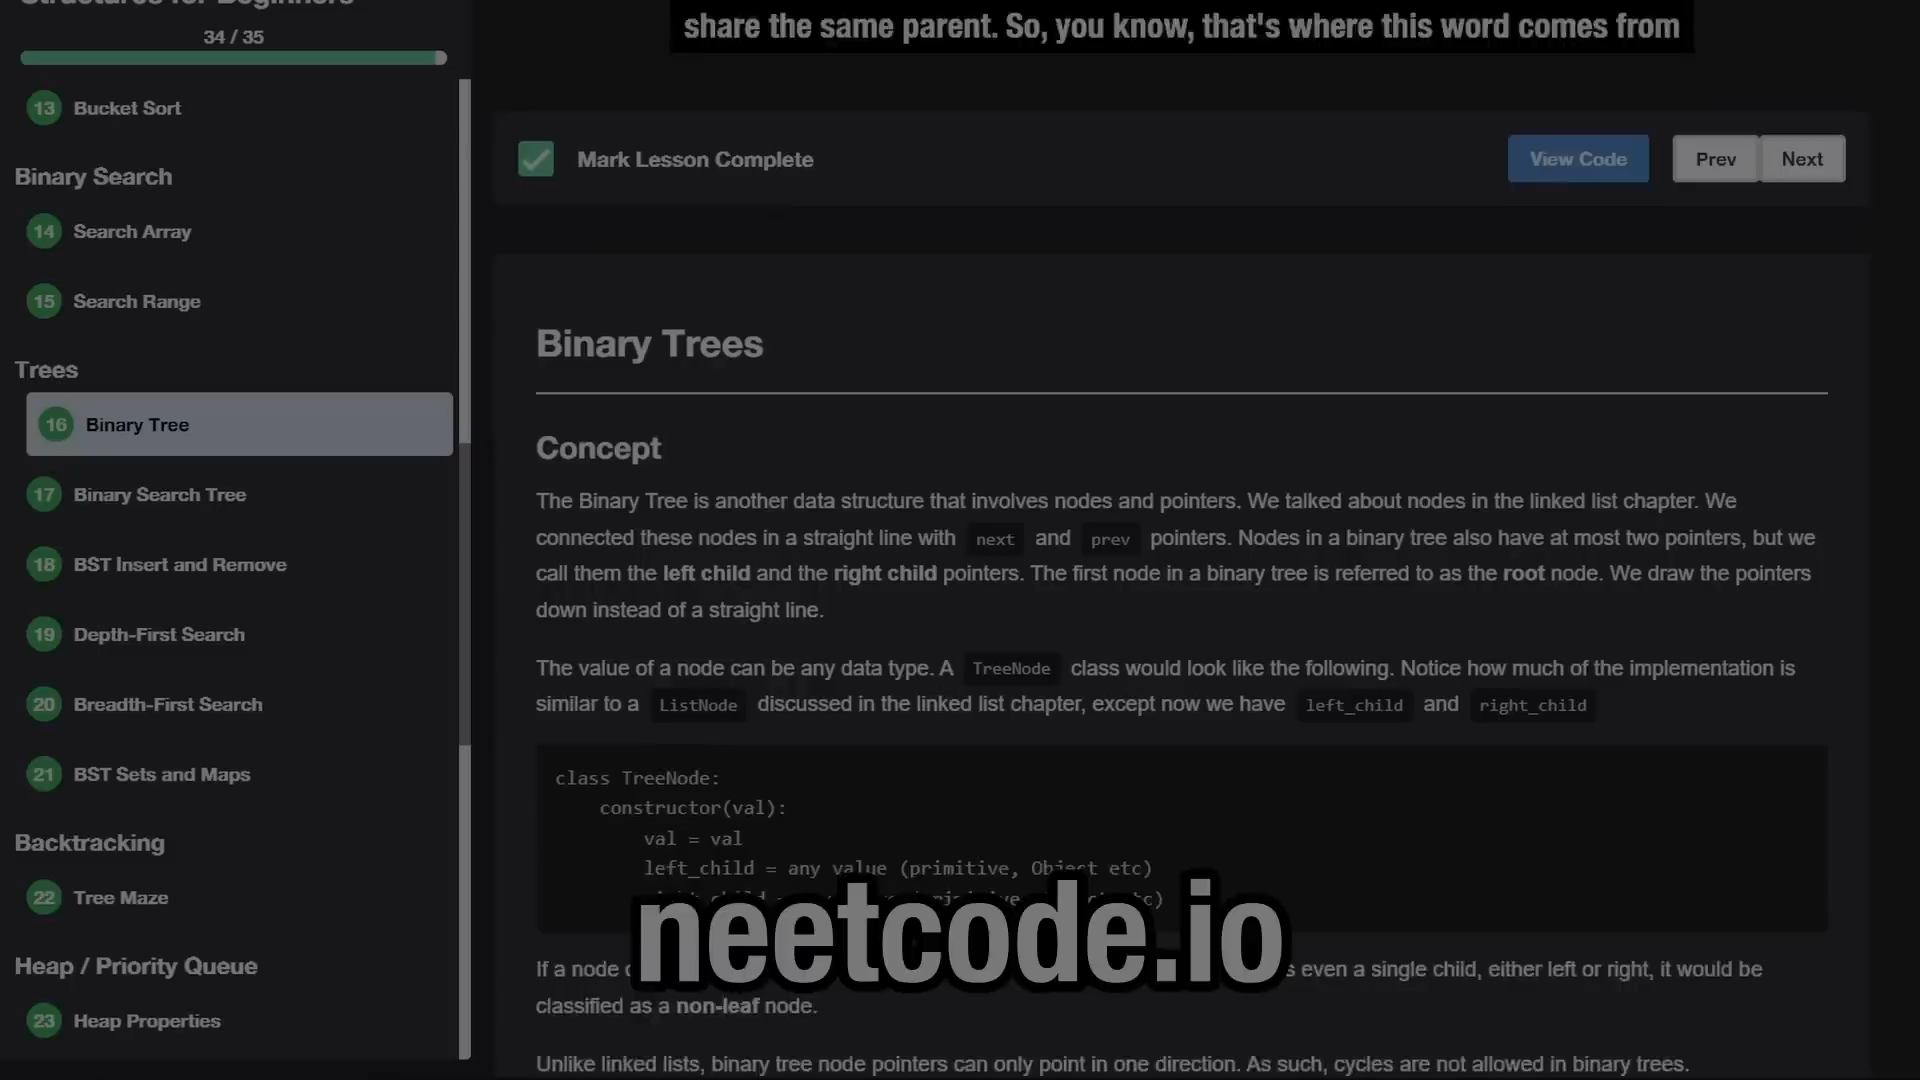 Structures for Beginners
34 / 35
13 Bucket Sort
Binary Search
14 Search Array
15 Search Range
Trees
16 Binary Tree
17 Binary Search Tree
18 BST Insert and Remove
19 Depth-First Search
20 Breadth-First Search
21 BST Sets and Maps
Backtracking
22 Tree Maze
Heap / Priority Queue
23 Heap Properties
share the same parent. So, you know, that's where this word comes from
Mark Lesson Complete
View Code
Prev
Next
Binary Trees
Concept
The Binary Tree is another data structure that involves nodes and pointers. We talked about nodes in the linked list chapter. We
connected these nodes in a straight line with next and prev pointers. Nodes in a binary tree also have at most two pointers, but we
call them the left child and the right child pointers. The first node in a binary tree is referred to as the root node. We draw the pointers
down instead of a straight line.
The value of a node can be any data type. A TreeNode class would look like the following. Notice how much of the implementation is
similar to a ListNode discussed in the linked list chapter, except now we have left_child and right_child
class TreeNode:
constructor(val):
val = val
left_child = any value (primitive, Object etc)
neetcode.io
If a node
even a single child, either left or right, it would be
classified as a non-leaf node.
Unlike linked lists, binary tree node pointers can only point in one direction. As such, cycles are not allowed in binary trees.